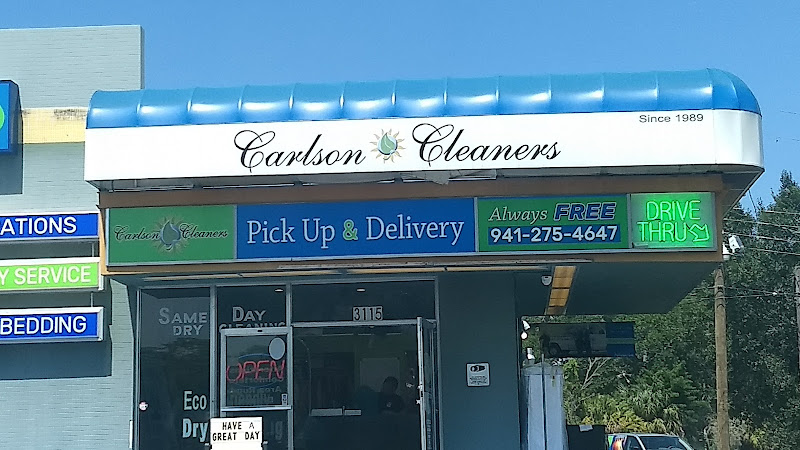 Since 1989
Carlson Cleaners
Carlson Cleaners
Pick Up & Delivery
Always FREE
941-275-4647
DRIVE
THRU
ATIONS
Y SERVICE
BEDDING
SAME DAY
DRY CLEANING
3115
OPEN
Eco
Dry
HAVE A
GREAT DAY